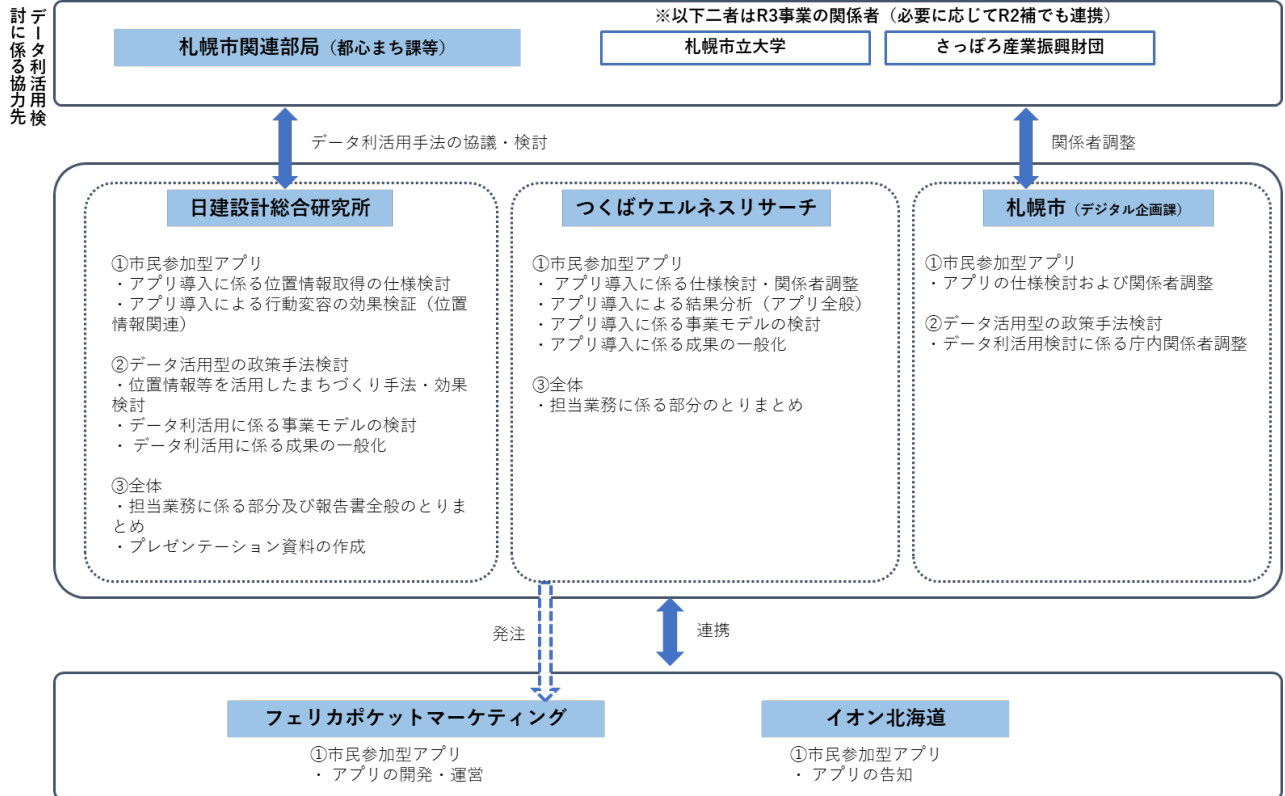 データ利活用検
討に係る協力先
※以下二者はR3事業の関係者（必要に応じてR2補でも連携）
札幌市関連部局（都心まち課等）
札幌市立大学
さっぽろ産業振興財団
データ利活用手法の協議・検討
関係者調整
日建設計総合研究所
①市民参加型アプリ
・アプリ導入に係る位置情報取得の仕様検討
・アプリ導入による行動変容の効果検証（位置
情報関連）
②データ活用型の政策手法検討
・位置情報等を活用したまちづくり手法・効果
検討
・データ利活用に係る事業モデルの検討
・ データ利活用に係る成果の一般化
③全体
・担当業務に係る部分及び報告書全般のとりま
とめ
・プレゼンテーション資料の作成
つくばウエルネスリサーチ
①市民参加型アプリ
・ アプリ導入に係る仕様検討・関係者調整
・アプリ導入による結果分析（アプリ全般）
・アプリ導入に係る事業モデルの検討
・アプリ導入に係る成果の一般化
③全体
・担当業務に係る部分のとりまとめ
札幌市（デジタル企画課）
①市民参加型アプリ
・アプリの仕様検討および関係者調整
②データ活用型の政策手法検討
・データ利活用検討に係る庁内関係者調整
発注
連携
フェリカポケットマーケティング
①市民参加型アプリ
・ アプリの開発・運営
イオン北海道
①市民参加型アプリ
・ アプリの告知